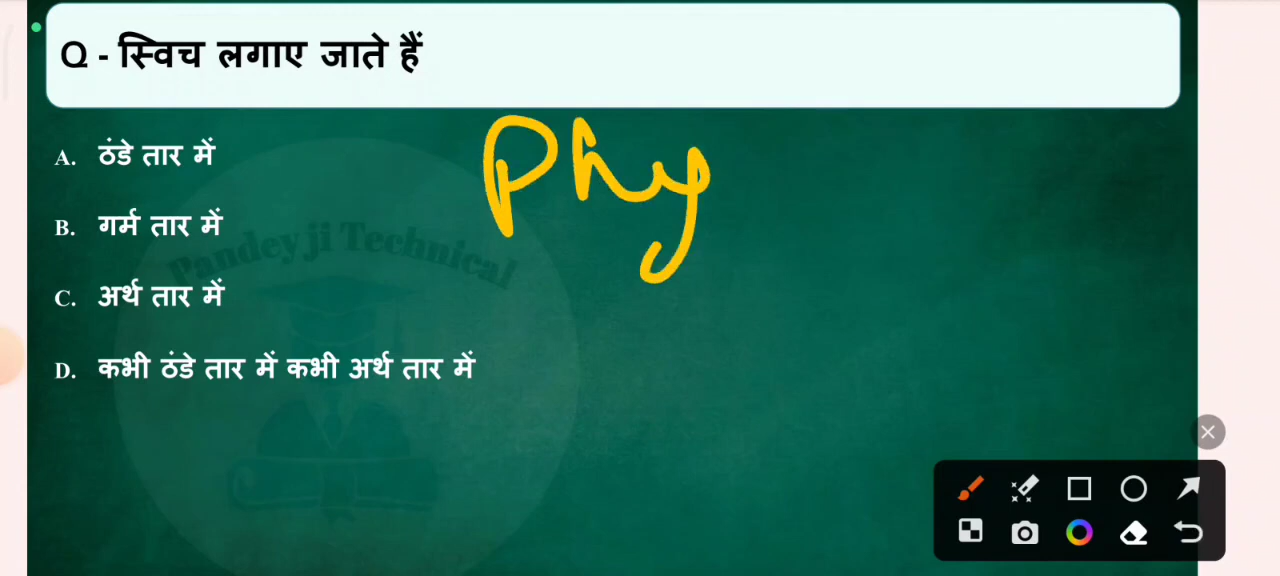 Q - स्विच लगाए जाते हैं
Phy
A. ठंडे तार में
B. गर्म तार में
Pandey ji Technical
C. अर्थ तार में
D. कभी ठंडे तार में कभी अर्थ तार में